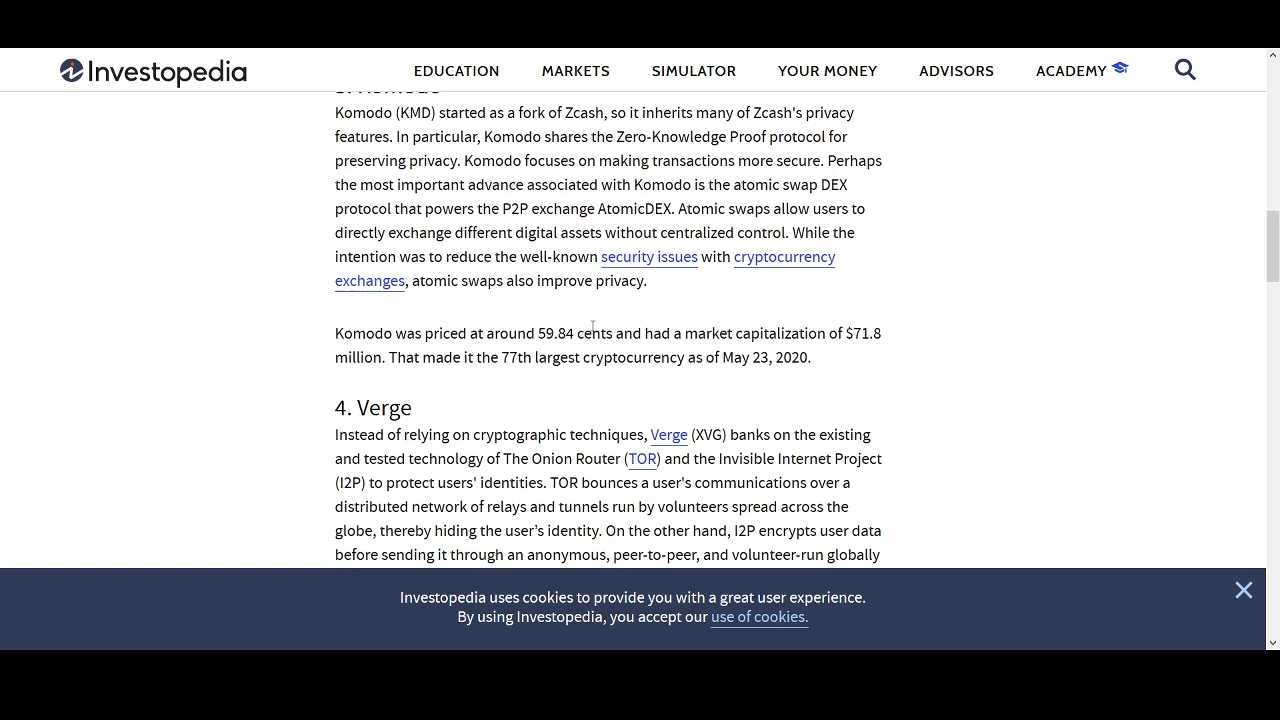 Investopedia
EDUCATION MARKETS SIMULATOR YOUR MONEY ADVISORS ACADEMY
3. Komodo
Komodo (KMD) started as a fork of Zcash, so it inherits many of Zcash's privacy
features. In particular, Komodo shares the Zero-Knowledge Proof protocol for
preserving privacy. Komodo focuses on making transactions more secure. Perhaps
the most important advance associated with Komodo is the atomic swap DEX
protocol that powers the P2P exchange AtomicDEX. Atomic swaps allow users to
directly exchange different digital assets without centralized control. While the
intention was to reduce the well-known security issues with cryptocurrency
exchanges, atomic swaps also improve privacy.
Komodo was priced at around 59.84 cents and had a market capitalization of $71.8
million. That made it the 77th largest cryptocurrency as of May 23, 2020.
4. Verge
Instead of relying on cryptographic techniques, Verge (XVG) banks on the existing
and tested technology of The Onion Router (TOR) and the Invisible Internet Project
(I2P) to protect users' identities. TOR bounces a user's communications over a
distributed network of relays and tunnels run by volunteers spread across the
globe, thereby hiding the user’s identity. On the other hand, I2P encrypts user data
before sending it through an anonymous, peer-to-peer, and volunteer-run globally
Investopedia uses cookies to provide you with a great user experience.
By using Investopedia, you accept our use of cookies.